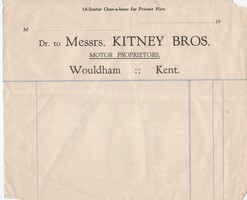 14-Seater Char-a-banc for Private Hire.
M 19
Dr. to Messrs. KITNEY BROS.
MOTOR PROPRIETORS,
Wouldham :: Kent.